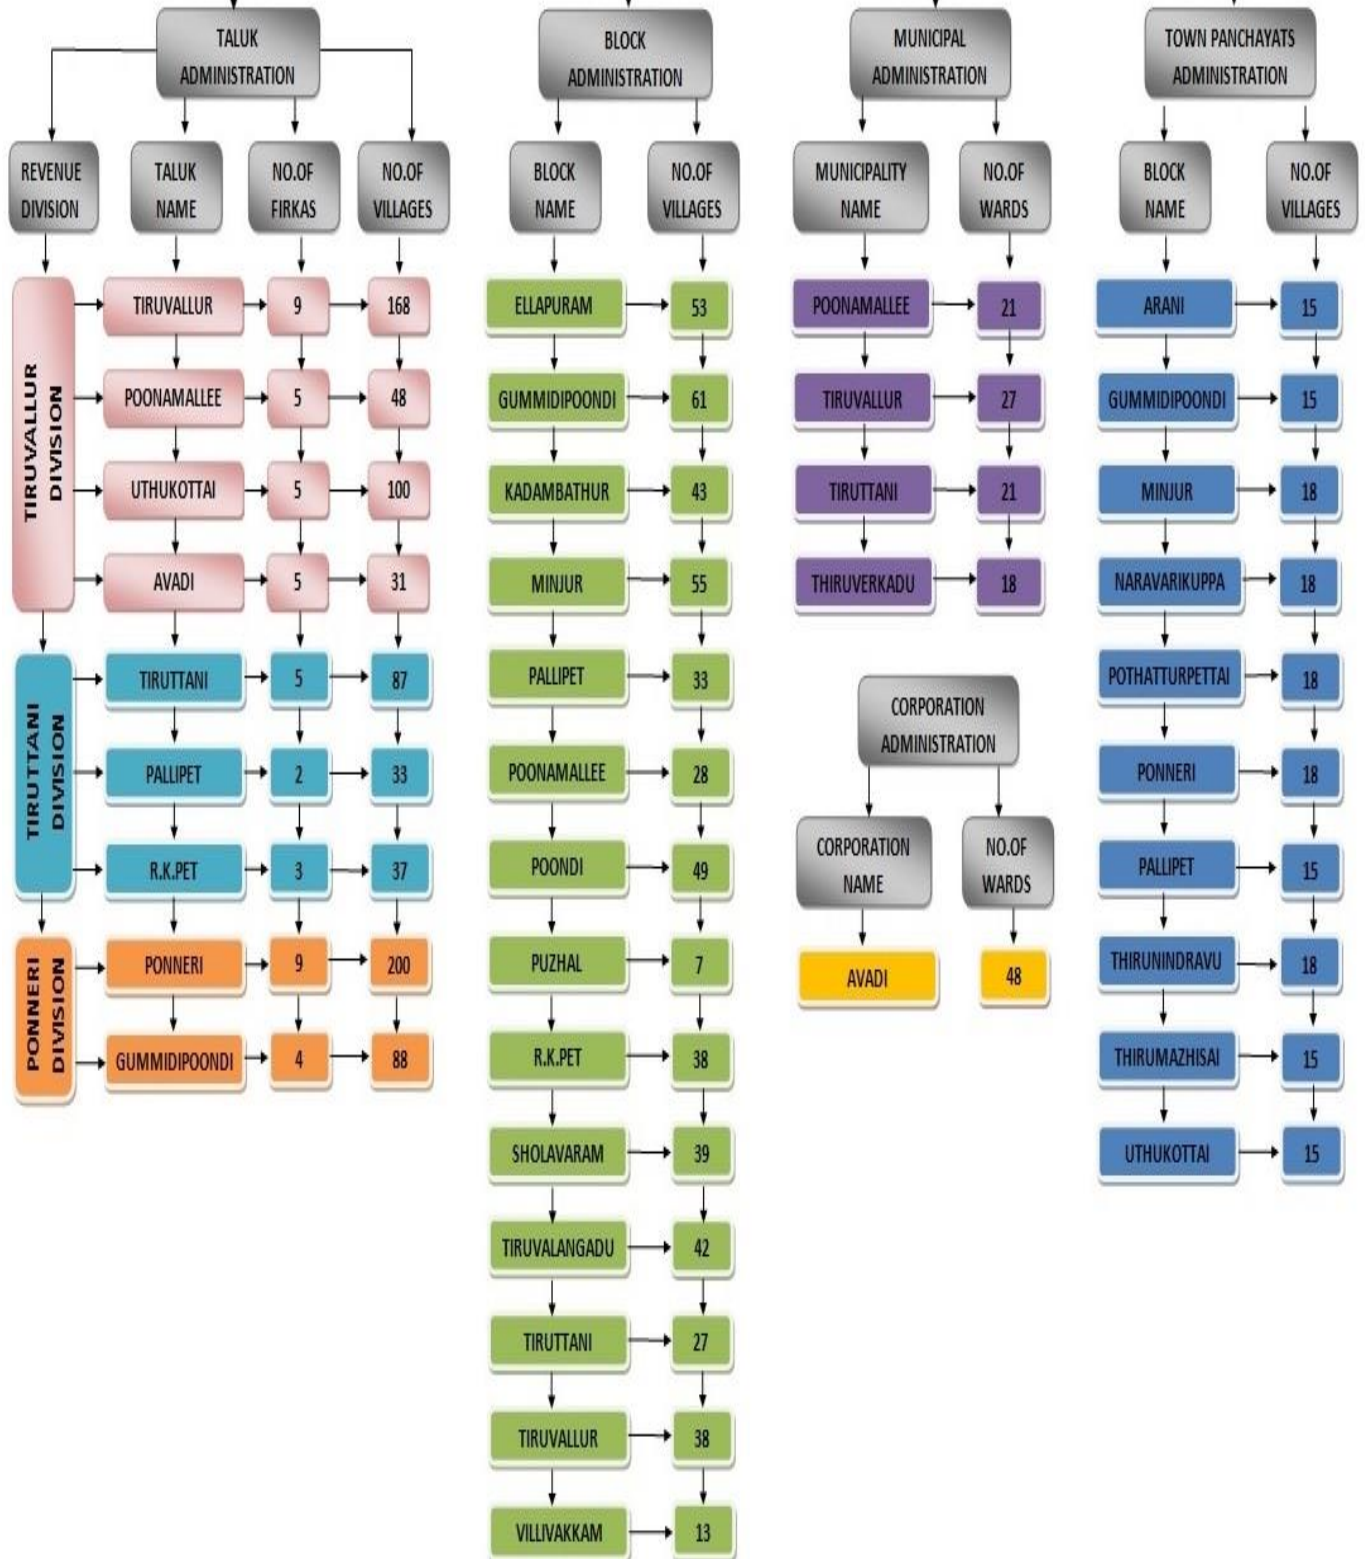 TALUK
ADMINISTRATION
REVENUE
DIVISION
TALUK
NAME
NO.OF
FIRKAS
NO.OF
VILLAGES
TIRUVALLUR
DIVISION
TIRUVALLUR 9 168
POONAMALLEE 5 48
UTHUKOTTAI 5 100
AVADI 5 31
TIRUTTANI
DIVISION
TIRUTTANI 5 87
PALLIPET 2 33
R.K.PET 3 37
PONNERI
DIVISION
PONNERI 9 200
GUMMIDIPOONDI 4 88
BLOCK
ADMINISTRATION
BLOCK
NAME
NO.OF
VILLAGES
ELLAPURAM 53
GUMMIDIPOONDI 61
KADAMBATHUR 43
MINJUR 55
PALLIPET 33
POONAMALLEE 28
POONDI 49
PUZHAL 7
R.K.PET 38
SHOLAVARAM 39
TIRUVALANGADU 42
TIRUTTANI 27
TIRUVALLUR 38
VILLIVAKKAM 13
MUNICIPAL
ADMINISTRATION
MUNICIPALITY
NAME
NO.OF
WARDS
POONAMALLEE 21
TIRUVALLUR 27
TIRUTTANI 21
THIRUVERKADU 18
CORPORATION
ADMINISTRATION
CORPORATION
NAME
NO.OF
WARDS
AVADI 48
TOWN PANCHAYATS
ADMINISTRATION
BLOCK
NAME
NO.OF
VILLAGES
ARANI 15
GUMMIDIPOONDI 15
MINJUR 18
NARAVARIKUPPA 18
POTHATTURPETTAI 18
PONNERI 18
PALLIPET 15
THIRUNINDRAVU 18
THIRUMAZHISAI 15
UTHUKOTTAI 15